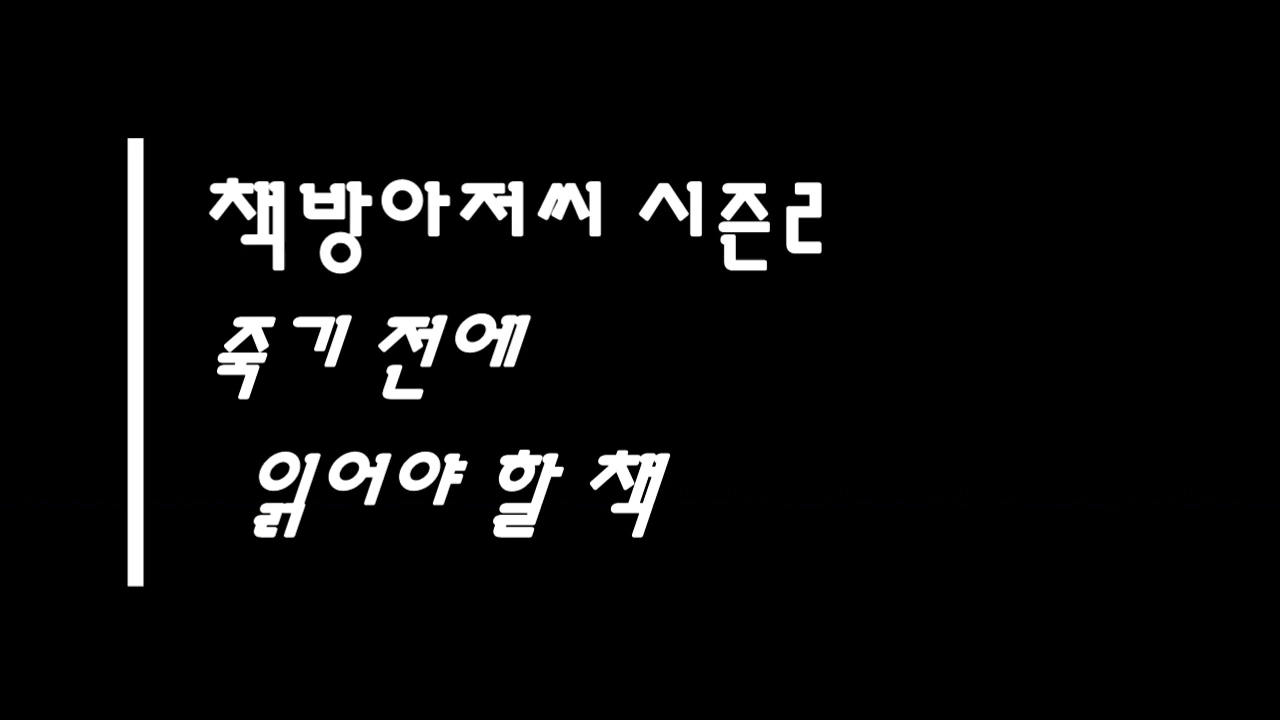 책방아저씨 시즌2
죽기 전에
읽어야 할 책